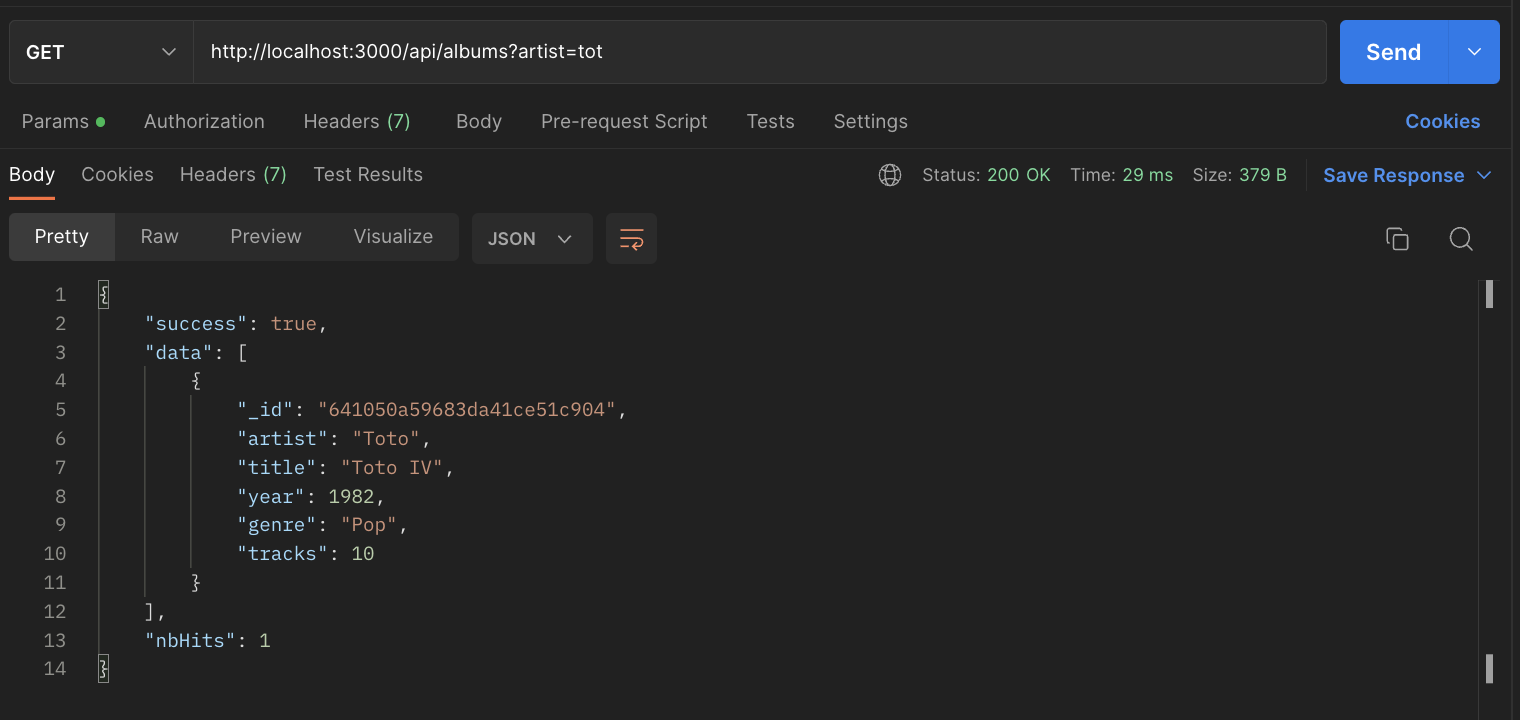 GET http://localhost:3000/api/albums?artist=tot Send
Params Authorization Headers (7) Body Pre-request Script Tests Settings Cookies
Body Cookies Headers (7) Test Results Status: 200 OK Time: 29 ms Size: 379 B Save Response
Pretty Raw Preview Visualize JSON
1 {
2 "success": true,
3 "data": [
4 {
5 "_id": "641050a59683da41ce51c904",
6 "artist": "Toto",
7 "title": "Toto IV",
8 "year": 1982,
9 "genre": "Pop",
10 "tracks": 10
11 }
12 ],
13 "nbHits": 1
14 }